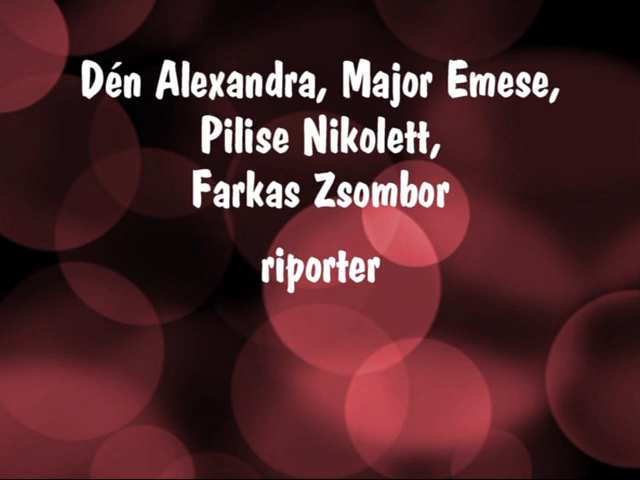 Dén Alexandra, Major Emese,
Pilise Nikolett,
Farkas Zsombor
riporter